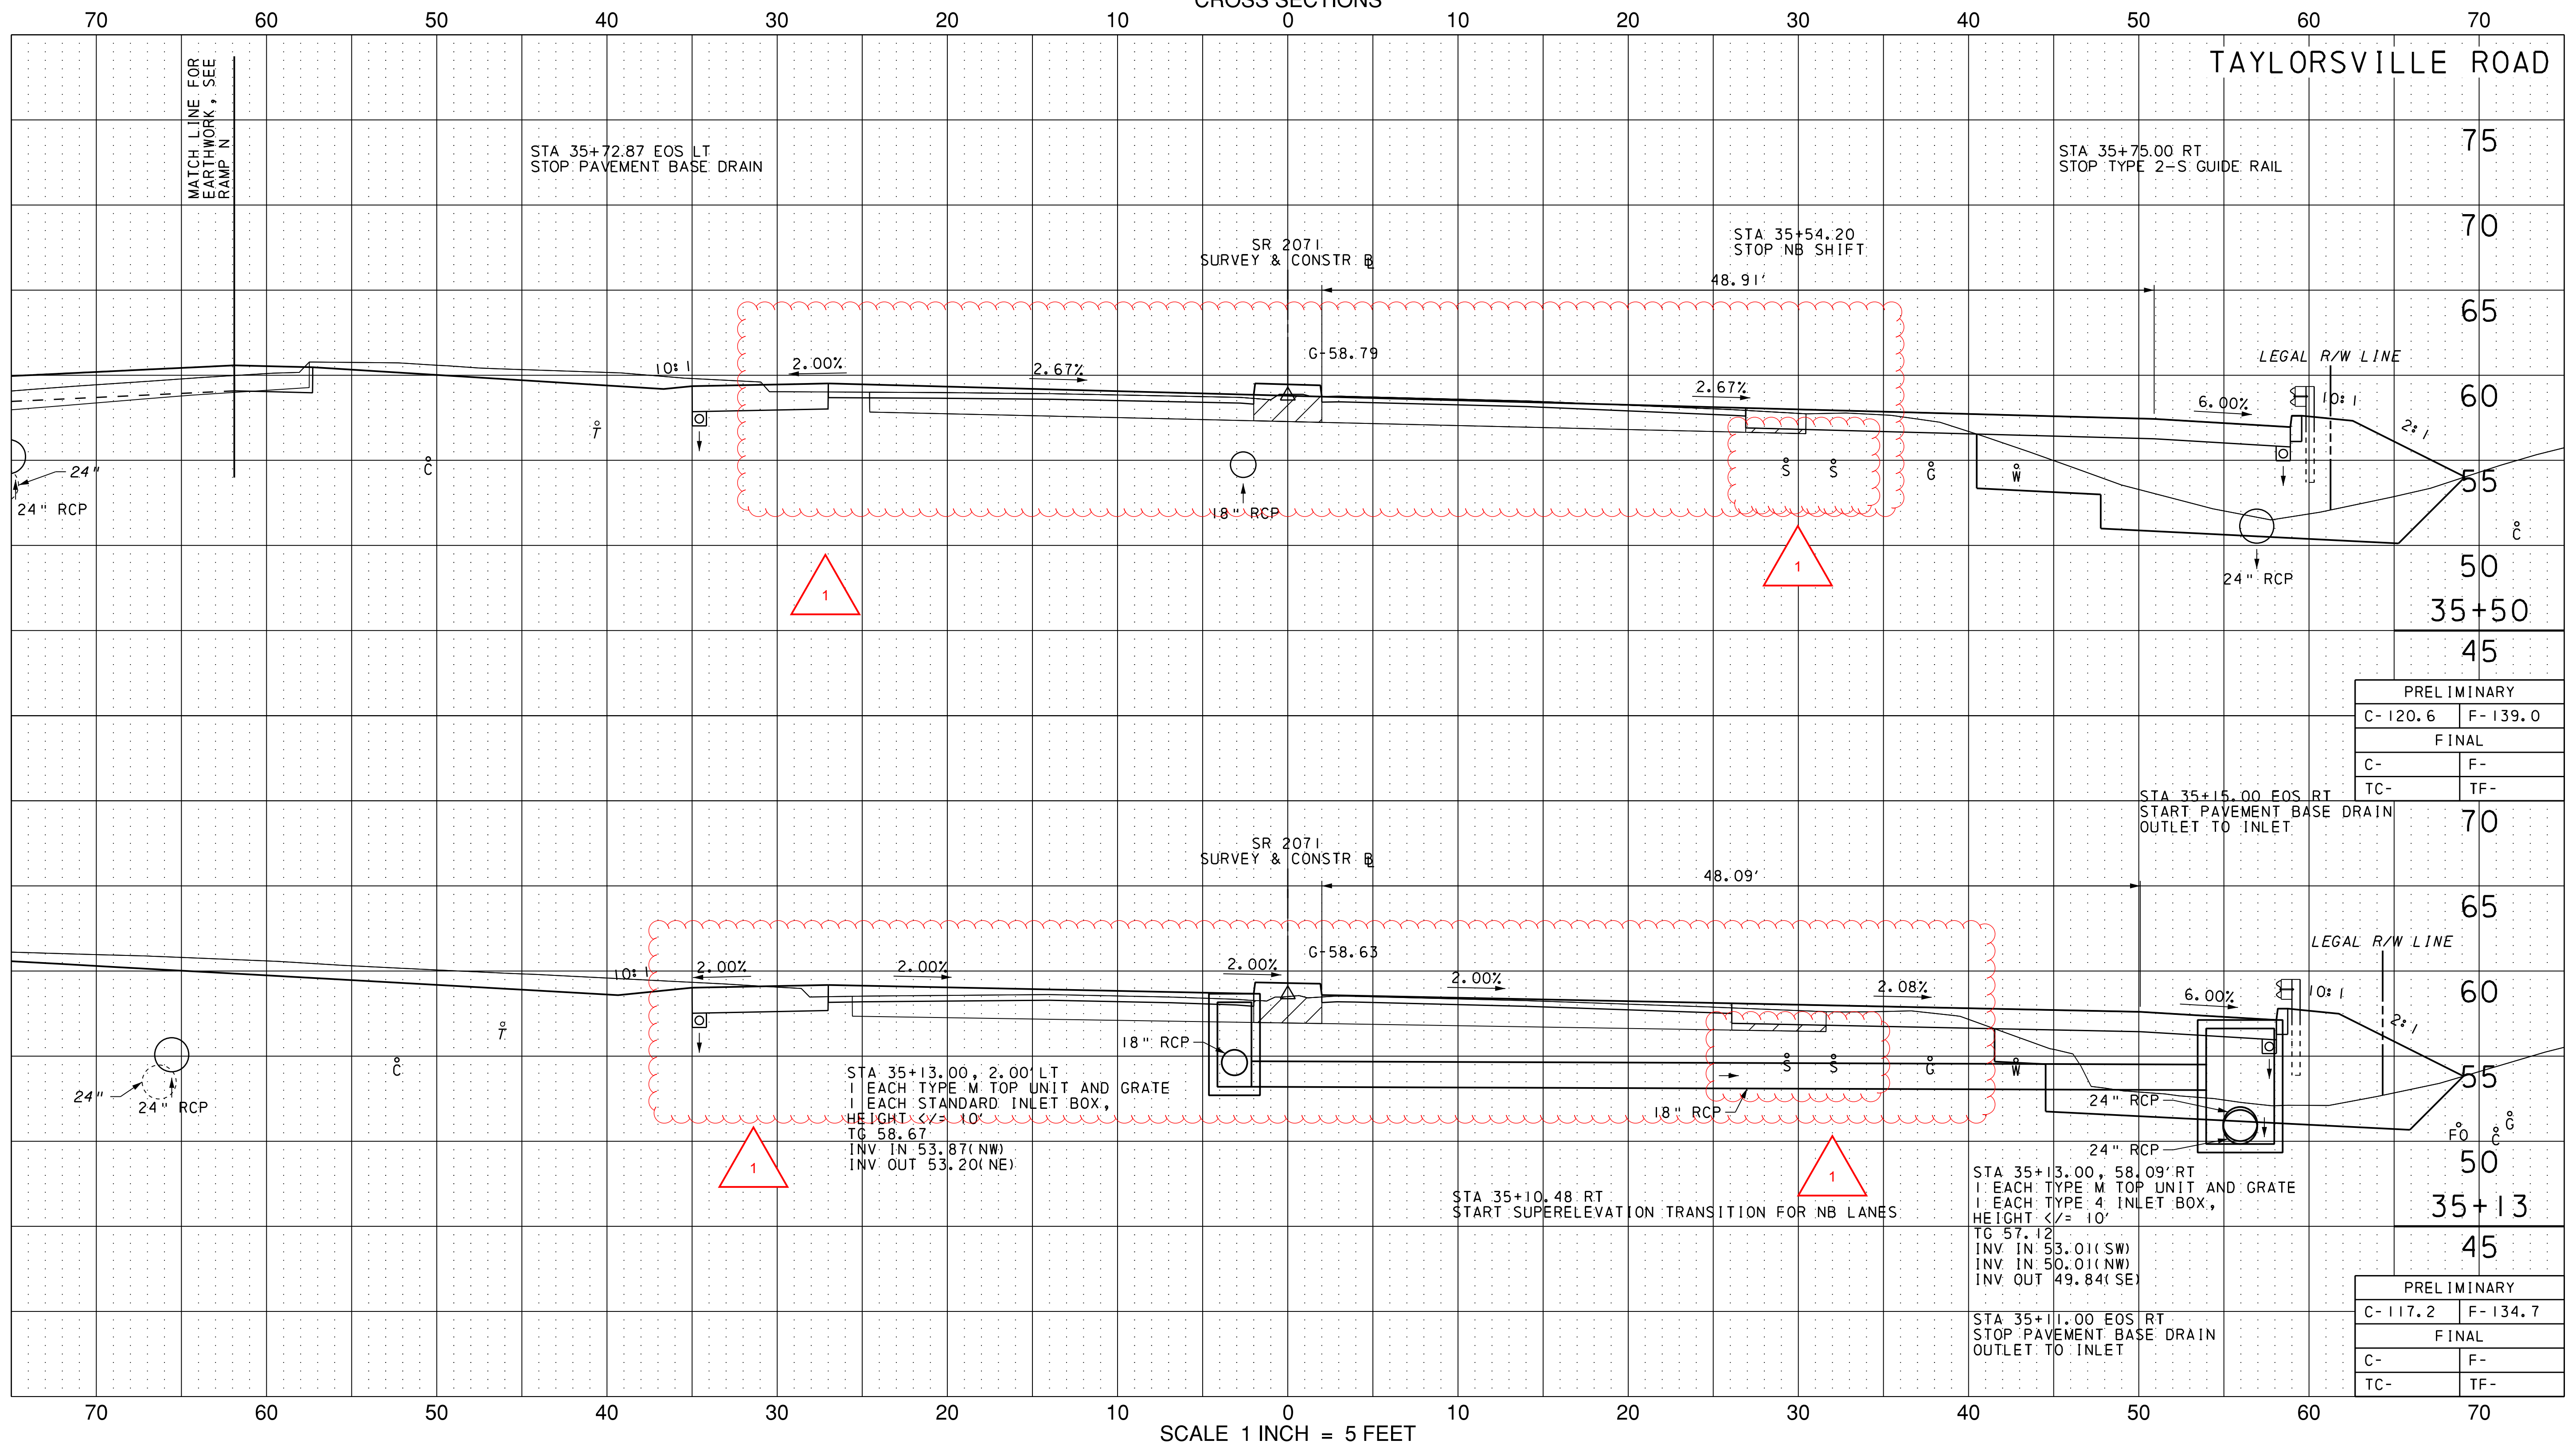 CROSS SECTIONS
70 60 50 40 30 20 10 0 10 20 30 40 50 60 70
TAYLORSVILLE ROAD
MATCH LINE FOR
EARTHWORK, SEE
RAMP N
STA 35+72.87 EOS LT
STOP PAVEMENT BASE DRAIN
STA 35+75.00 RT
STOP TYPE 2-S GUIDE RAIL
75
70
SR 2071
SURVEY & CONSTR BL
STA 35+54.20
STOP NB SHIFT
48.91'
65
G-58.79
LEGAL R/W LINE
10:1
2.00%
2.67%
2.67%
6.00%
10:1
2:1
60
T
C
S
S
G
W
C
24"
24" RCP
18" RCP
24" RCP
55
1
1
50
35+50
45
PRELIMINARY
C-120.6 F-139.0
FINAL
C- F-
TC- TF-
STA 35+15.00 EOS RT
START PAVEMENT BASE DRAIN
OUTLET TO INLET
70
SR 2071
SURVEY & CONSTR BL
48.09'
65
G-58.63
LEGAL R/W LINE
10:1
2.00%
2.00%
2.00%
2.00%
2.08%
6.00%
10:1
2:1
60
T
C
18" RCP
S
S
G
W
24"
24" RCP
55
STA 35+13.00, 2.00' LT
1 EACH TYPE M TOP UNIT AND GRATE
1 EACH STANDARD INLET BOX,
HEIGHT </= 10'
TG 58.67
INV IN 53.87(NW)
INV OUT 53.20(NE)
18" RCP
24" RCP
24" RCP
FO
C
G
1
1
50
STA 35+10.48 RT
START SUPERELEVATION TRANSITION FOR NB LANES
STA 35+13.00, 58.09' RT
1 EACH TYPE M TOP UNIT AND GRATE
1 EACH TYPE 4 INLET BOX,
HEIGHT </= 10'
TG 57.12
INV IN 53.01(SW)
INV IN 50.01(NW)
INV OUT 49.84(SE)
35+13
45
STA 35+11.00 EOS RT
STOP PAVEMENT BASE DRAIN
OUTLET TO INLET
PRELIMINARY
C-117.2 F-134.7
FINAL
C- F-
TC- TF-
70 60 50 40 30 20 10 0 10 20 30 40 50 60 70
SCALE 1 INCH = 5 FEET